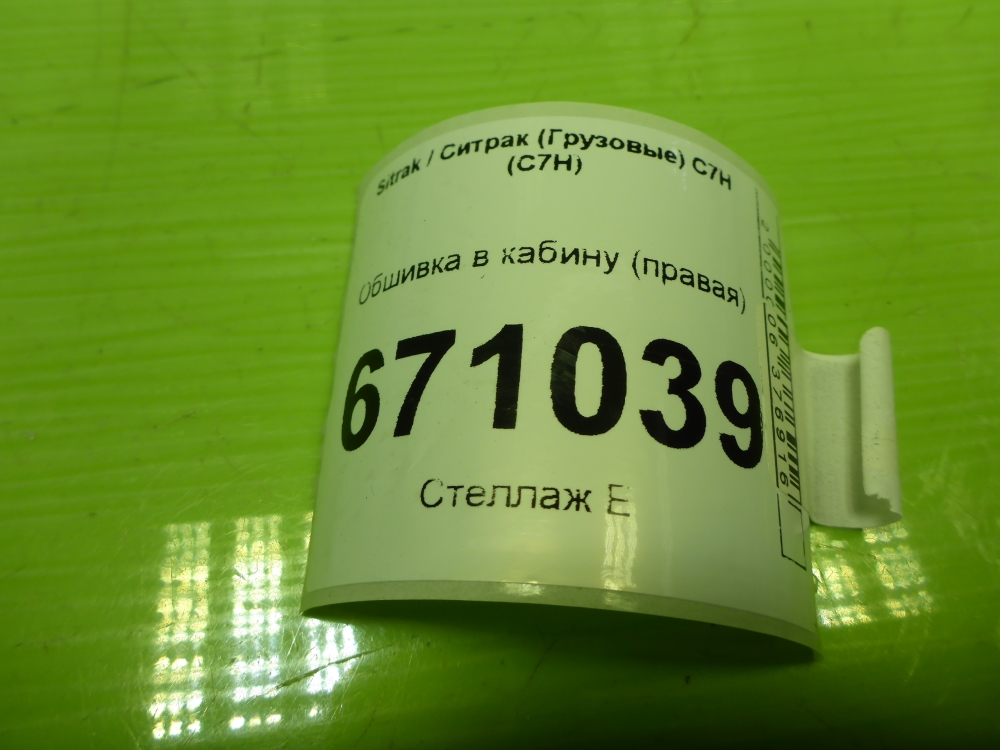 Sitrak / Ситрак (Грузовые) C7H
(C7H)
Обшивка в кабину (правая)
671039
Стеллаж Е